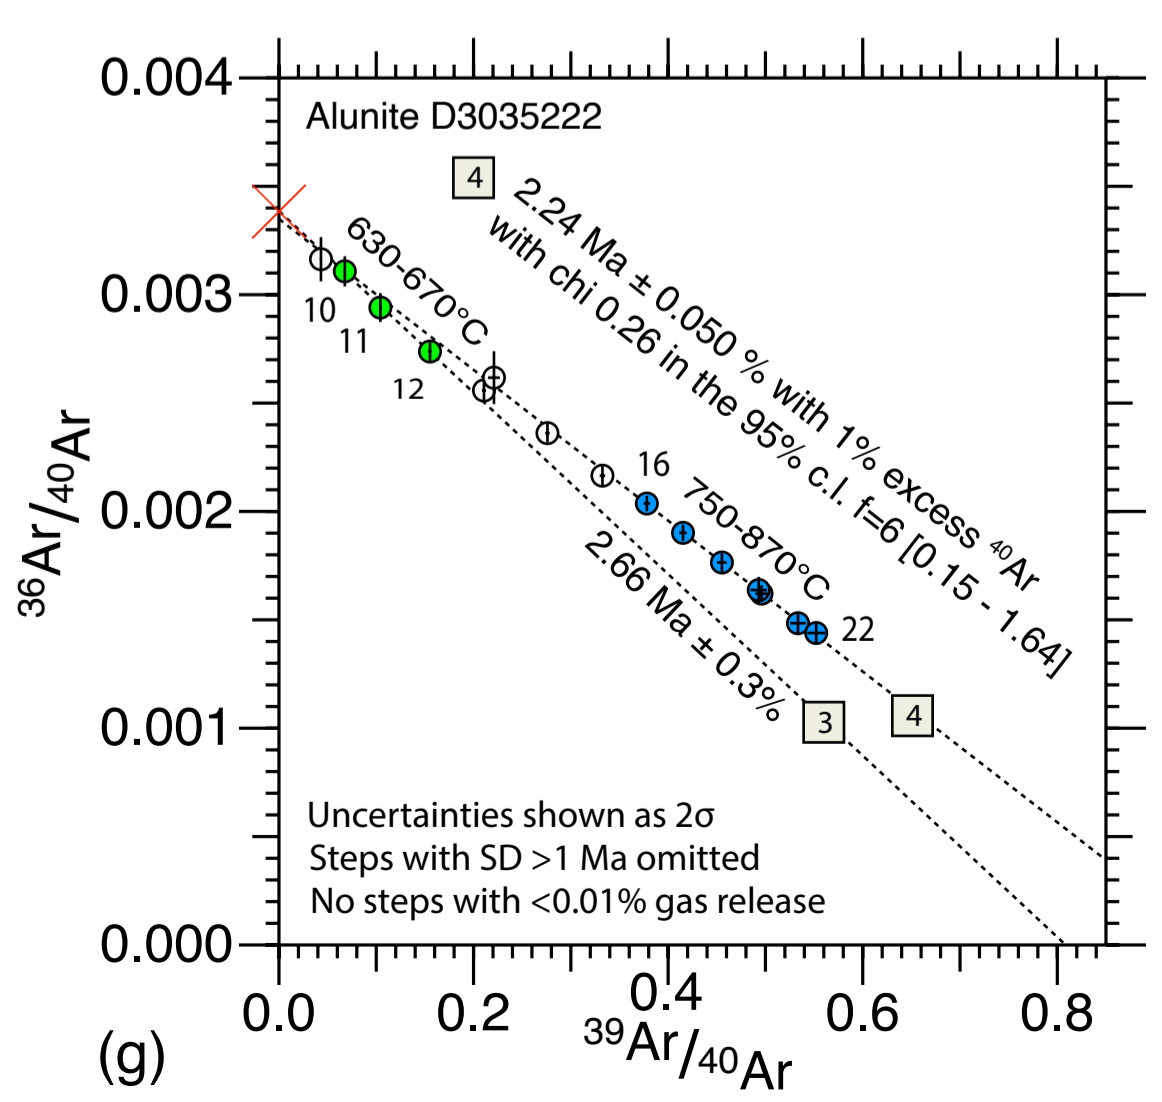 0.004
0.003
0.002
0.001
0.000
³⁶Ar/⁴⁰Ar
Alunite D3035222
4
2.24 Ma ± 0.050 % with 1% excess ⁴⁰Ar
with chi 0.26 in the 95% c.l. f=6 [0.15 - 1.64]
630-670°C
10
11
12
16
750-870°C
22
2.66 Ma ± 0.3%
3
4
Uncertainties shown as 2σ
Steps with SD >1 Ma omitted
No steps with <0.01% gas release
0.0
0.2
0.4
0.6
0.8
³⁹Ar/⁴⁰Ar
(g)